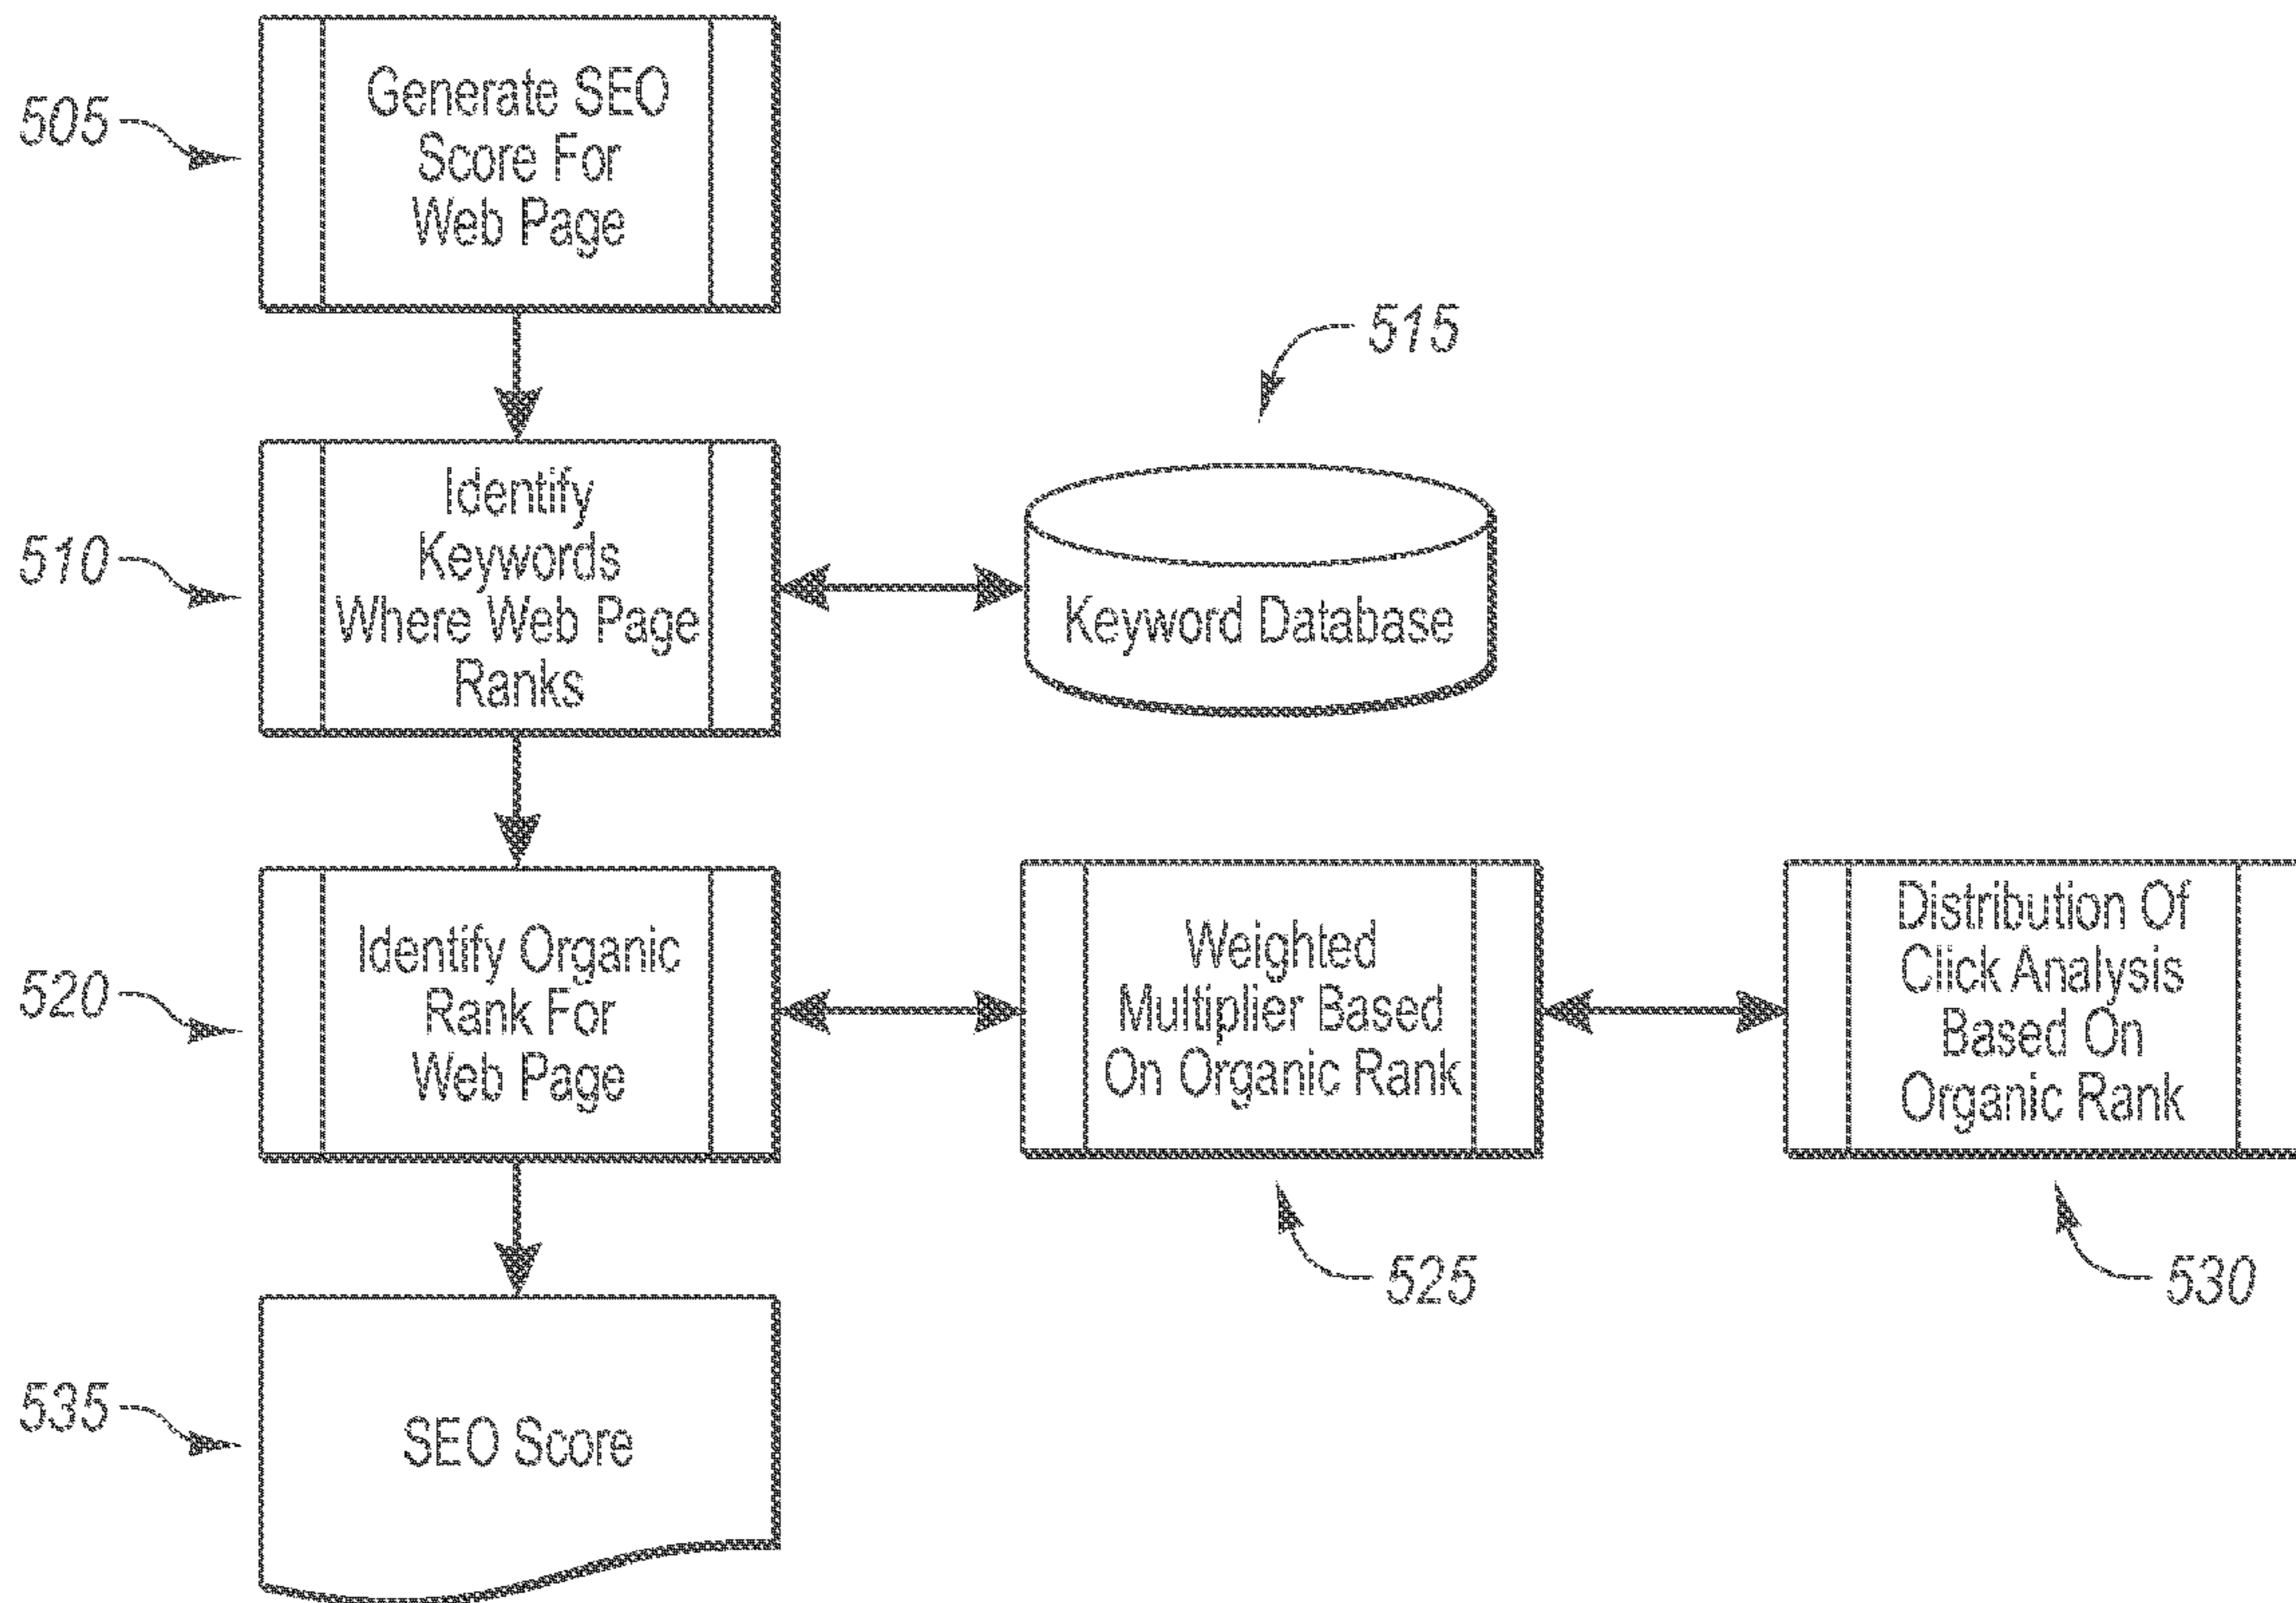 505
Generate SEO
Score For
Web Page
515
510
Identify
Keywords
Where Web Page
Ranks
Keyword Database
520
Identify Organic
Rank For
Web Page
Weighted
Multiplier Based
On Organic Rank
Distribution Of
Click Analysis
Based On
Organic Rank
525
530
535
SEO Score